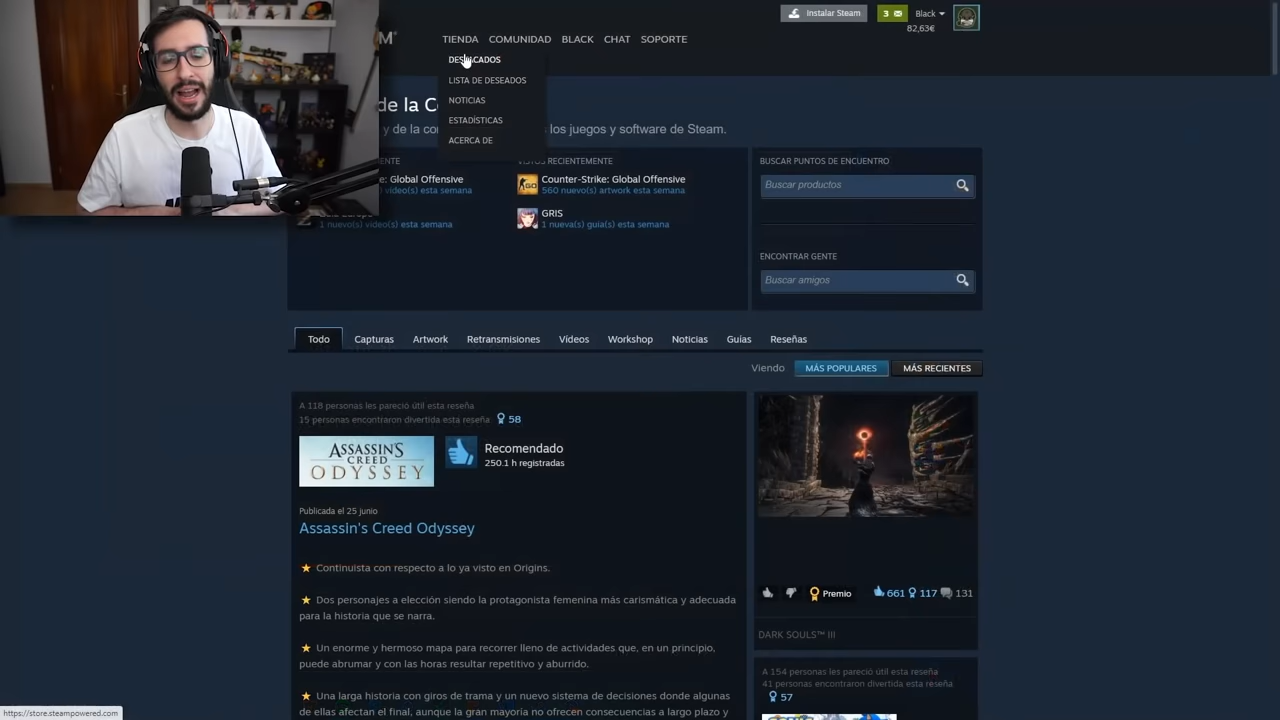 Instalar Steam
3
Black
82,63€
M
TIENDA
COMUNIDAD
BLACK
CHAT
SOPORTE
LISTA DE DESEADOS
NOTICIAS
ESTADÍSTICAS
ACERCA DE
de la
y de la
los juegos y software de Steam.
RECIENTEMENTE
: Global Offensive
vídeo(s) esta semana
1 nuevo(s) vídeo(s) esta semana
Counter-Strike: Global Offensive
560 nuevo(s) artwork esta semana
GRIS
1 nueva(s) guía(s) esta semana
BUSCAR PUNTOS DE ENCUENTRO
Buscar productos
ENCONTRAR GENTE
Buscar amigos
Todo
Capturas
Artwork
Retransmisiones
Vídeos
Workshop
Noticias
Guías
Reseñas
Viendo
MÁS POPULARES
MÁS RECIENTES
A 118 personas les pareció útil esta reseña
15 personas encontraron divertida esta reseña
58
ASSASSIN'S
CREED
ODYSSEY
Recomendado
250.1 h registradas
Publicada el 25 junio
Assassin's Creed Odyssey
Continuista con respecto a lo ya visto en Origins.
Dos personajes a elección siendo la protagonista femenina más carismática y adecuada
para la historia que se narra.
Un enorme y hermoso mapa para recorrer lleno de actividades que, en un principio,
puede abrumar y con las horas resultar repetitivo y aburrido.
Una larga historia con giros de trama y un nuevo sistema de decisiones donde algunas
de ellas afectan el final, aunque la gran mayoría no ofrecen consecuencias a largo plazo y
Premio
661
117
131
DARK SOULS™ III
A 154 personas les pareció útil esta reseña
41 personas encontraron divertida esta reseña
57
https://store.steampowered.com